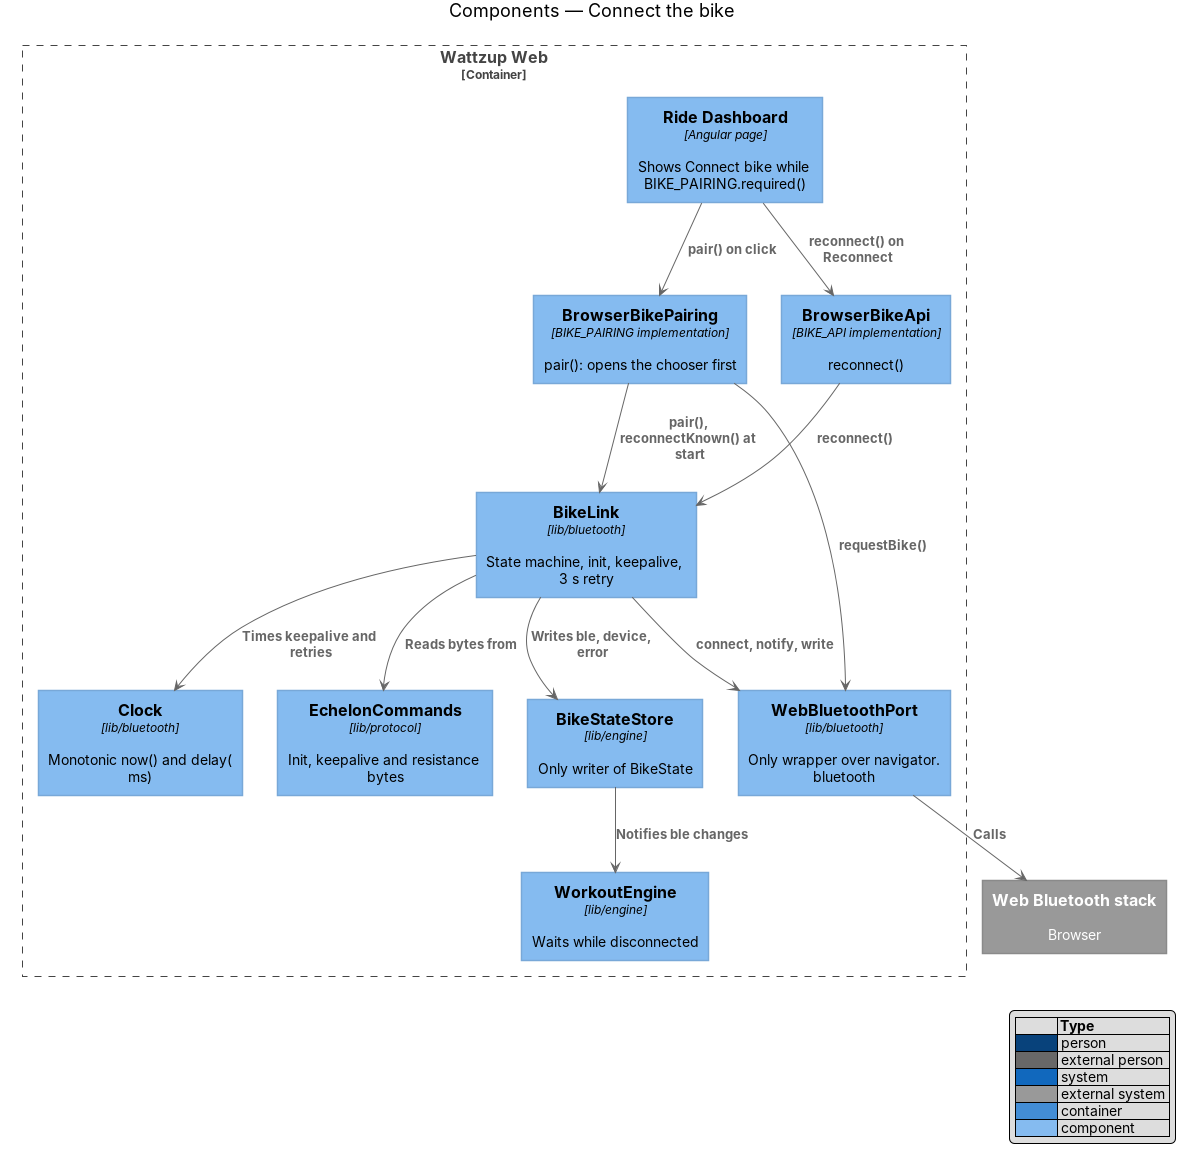 Components — Connect the bike
Wattzup Web
[Container]
Ride Dashboard
[Angular page]
Shows Connect bike while
BIKE_PAIRING.required()
pair() on click
reconnect() on
Reconnect
BrowserBikePairing
[BIKE_PAIRING implementation]
pair(): opens the chooser first
BrowserBikeApi
[BIKE_API implementation]
reconnect()
pair(),
reconnectKnown() at
start
reconnect()
BikeLink
[lib/bluetooth]
State machine, init, keepalive,
3 s retry
requestBike()
Times keepalive and
retries
Reads bytes from
Writes ble, device,
error
connect, notify, write
Clock
[lib/bluetooth]
Monotonic now() and delay(
ms)
EchelonCommands
[lib/protocol]
Init, keepalive and resistance
bytes
BikeStateStore
[lib/engine]
Only writer of BikeState
WebBluetoothPort
[lib/bluetooth]
Only wrapper over navigator.
bluetooth
Notifies ble changes
Calls
WorkoutEngine
[lib/engine]
Waits while disconnected
Web Bluetooth stack
Browser
Type
person
external person
system
external system
container
component